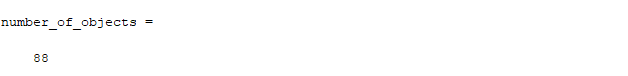 number_of_objects =
88